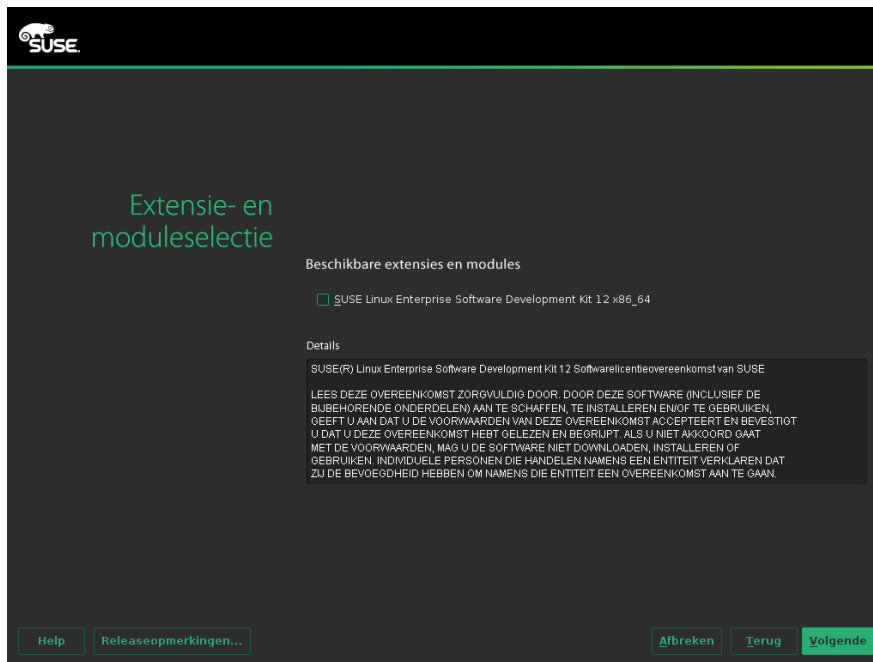 SUSE.
Extensie- en
moduleselectie
Beschikbare extensies en modules
SUSE Linux Enterprise Software Development Kit 12 x86_64
Details
SUSE(R) Linux Enterprise Software Development Kit 12 Softwarelicentieovereenkomst van SUSE
LEES DEZE OVEREENKOMST ZORGVULDIG DOOR. DOOR DEZE SOFTWARE (INCLUSIEF DE
BIJBEHORENDE ONDERDELEN) AAN TE SCHAFFEN, TE INSTALLEREN EN/OF TE GEBRUIKEN,
GEEFT U AAN DAT U DE VOORWAARDEN VAN DEZE OVEREENKOMST ACCEPTEERT EN BEVESTIGT
U DAT U DEZE OVEREENKOMST HEBT GELEZEN EN BEGRIJPT. ALS U NIET AKKOORD GAAT
MET DE VOORWAARDEN, MAG U DE SOFTWARE NIET DOWNLOADEN, INSTALLEREN OF
GEBRUIKEN. INDIVIDUELE PERSONEN DIE HANDELEN NAMENS EEN ENTITEIT VERKLAREN DAT
ZIJ DE BEVOEGDHEID HEBBEN OM NAMENS DIE ENTITEIT EEN OVEREENKOMST AAN TE GAAN.
Help Releaseopmerkingen... Afbreken Terug Volgende